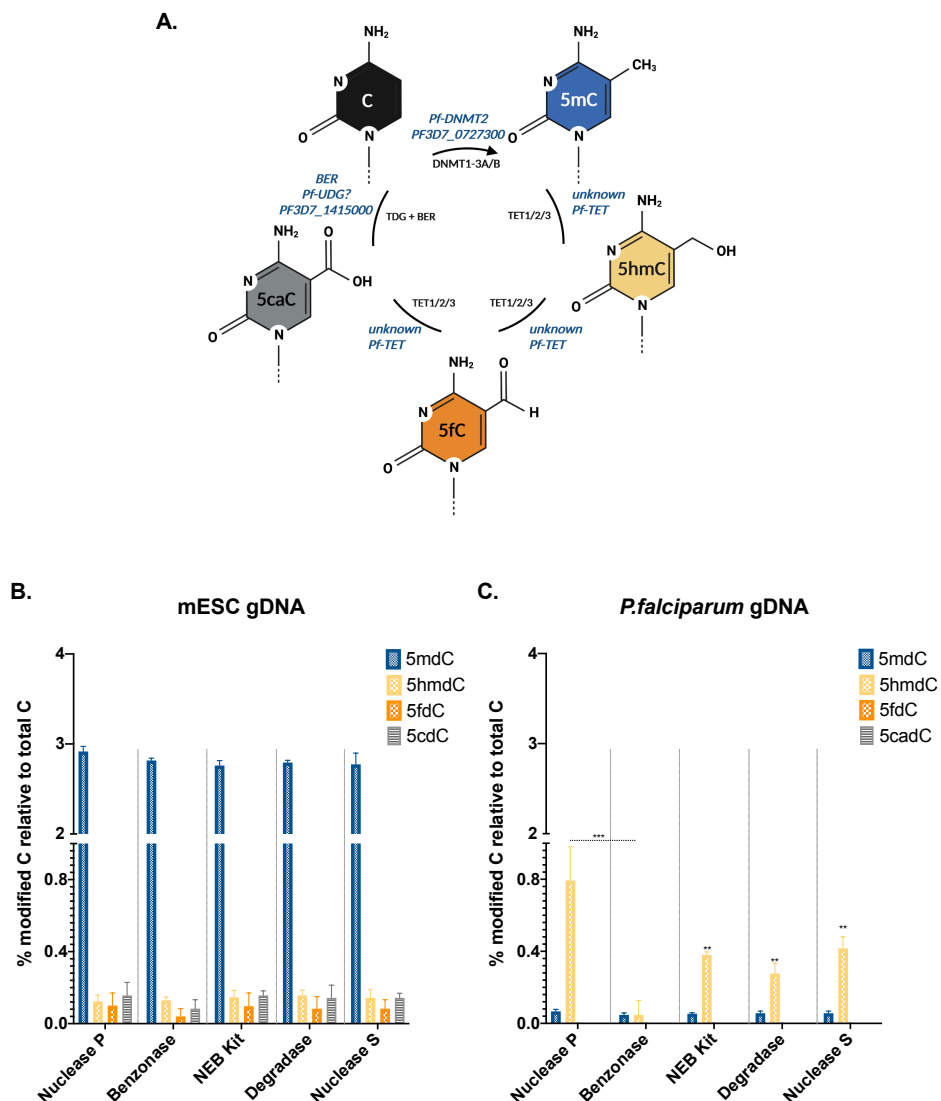 A.
NH₂
N
C
O
N
NH₂
CH₃
N
5mC
O
N
Pf-DNMT2
PF3D7_0727300
DNMT1-3A/B
BER
Pf-UDG?
PF3D7_1415000
TDG + BER
unknown
Pf-TET
TET1/2/3
NH₂
O
OH
N
5caC
O
N
NH₂
OH
N
5hmC
O
N
TET1/2/3
TET1/2/3
unknown
Pf-TET
unknown
Pf-TET
NH₂
O
H
N
5fC
O
N
B.
mESC gDNA
% modified C relative to total C
4
3
2
0.8
0.4
0.0
5mdC
5hmdC
5fdC
5cdC
Nuclease P
Benzonase
NEB Kit
Degradase
Nuclease S
C.
P.falciparum gDNA
% modified C relative to total C
4
3
2
0.8
0.4
0.0
5mdC
5hmdC
5fdC
5cadC
***
**
**
**
Nuclease P
Benzonase
NEB Kit
Degradase
Nuclease S